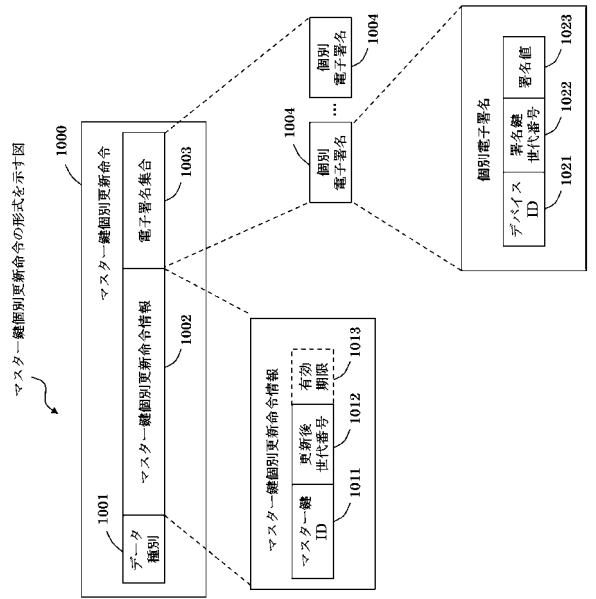 マスター鍵個別更新命令の形式を示す図
1000
マスター鍵個別更新命令
1001
データ
種別
マスター鍵個別更新命令情報
1002
電子署名集合
1003
マスター鍵個別更新命令情報
マスター鍵
ID
1011
更新後
世代番号
1012
有効
期限
1013
1004
個別
電子署名
…
個別
電子署名
1004
個別電子署名
デバイス
ID
1021
署名鍵
世代番号
1022
署名値
1023